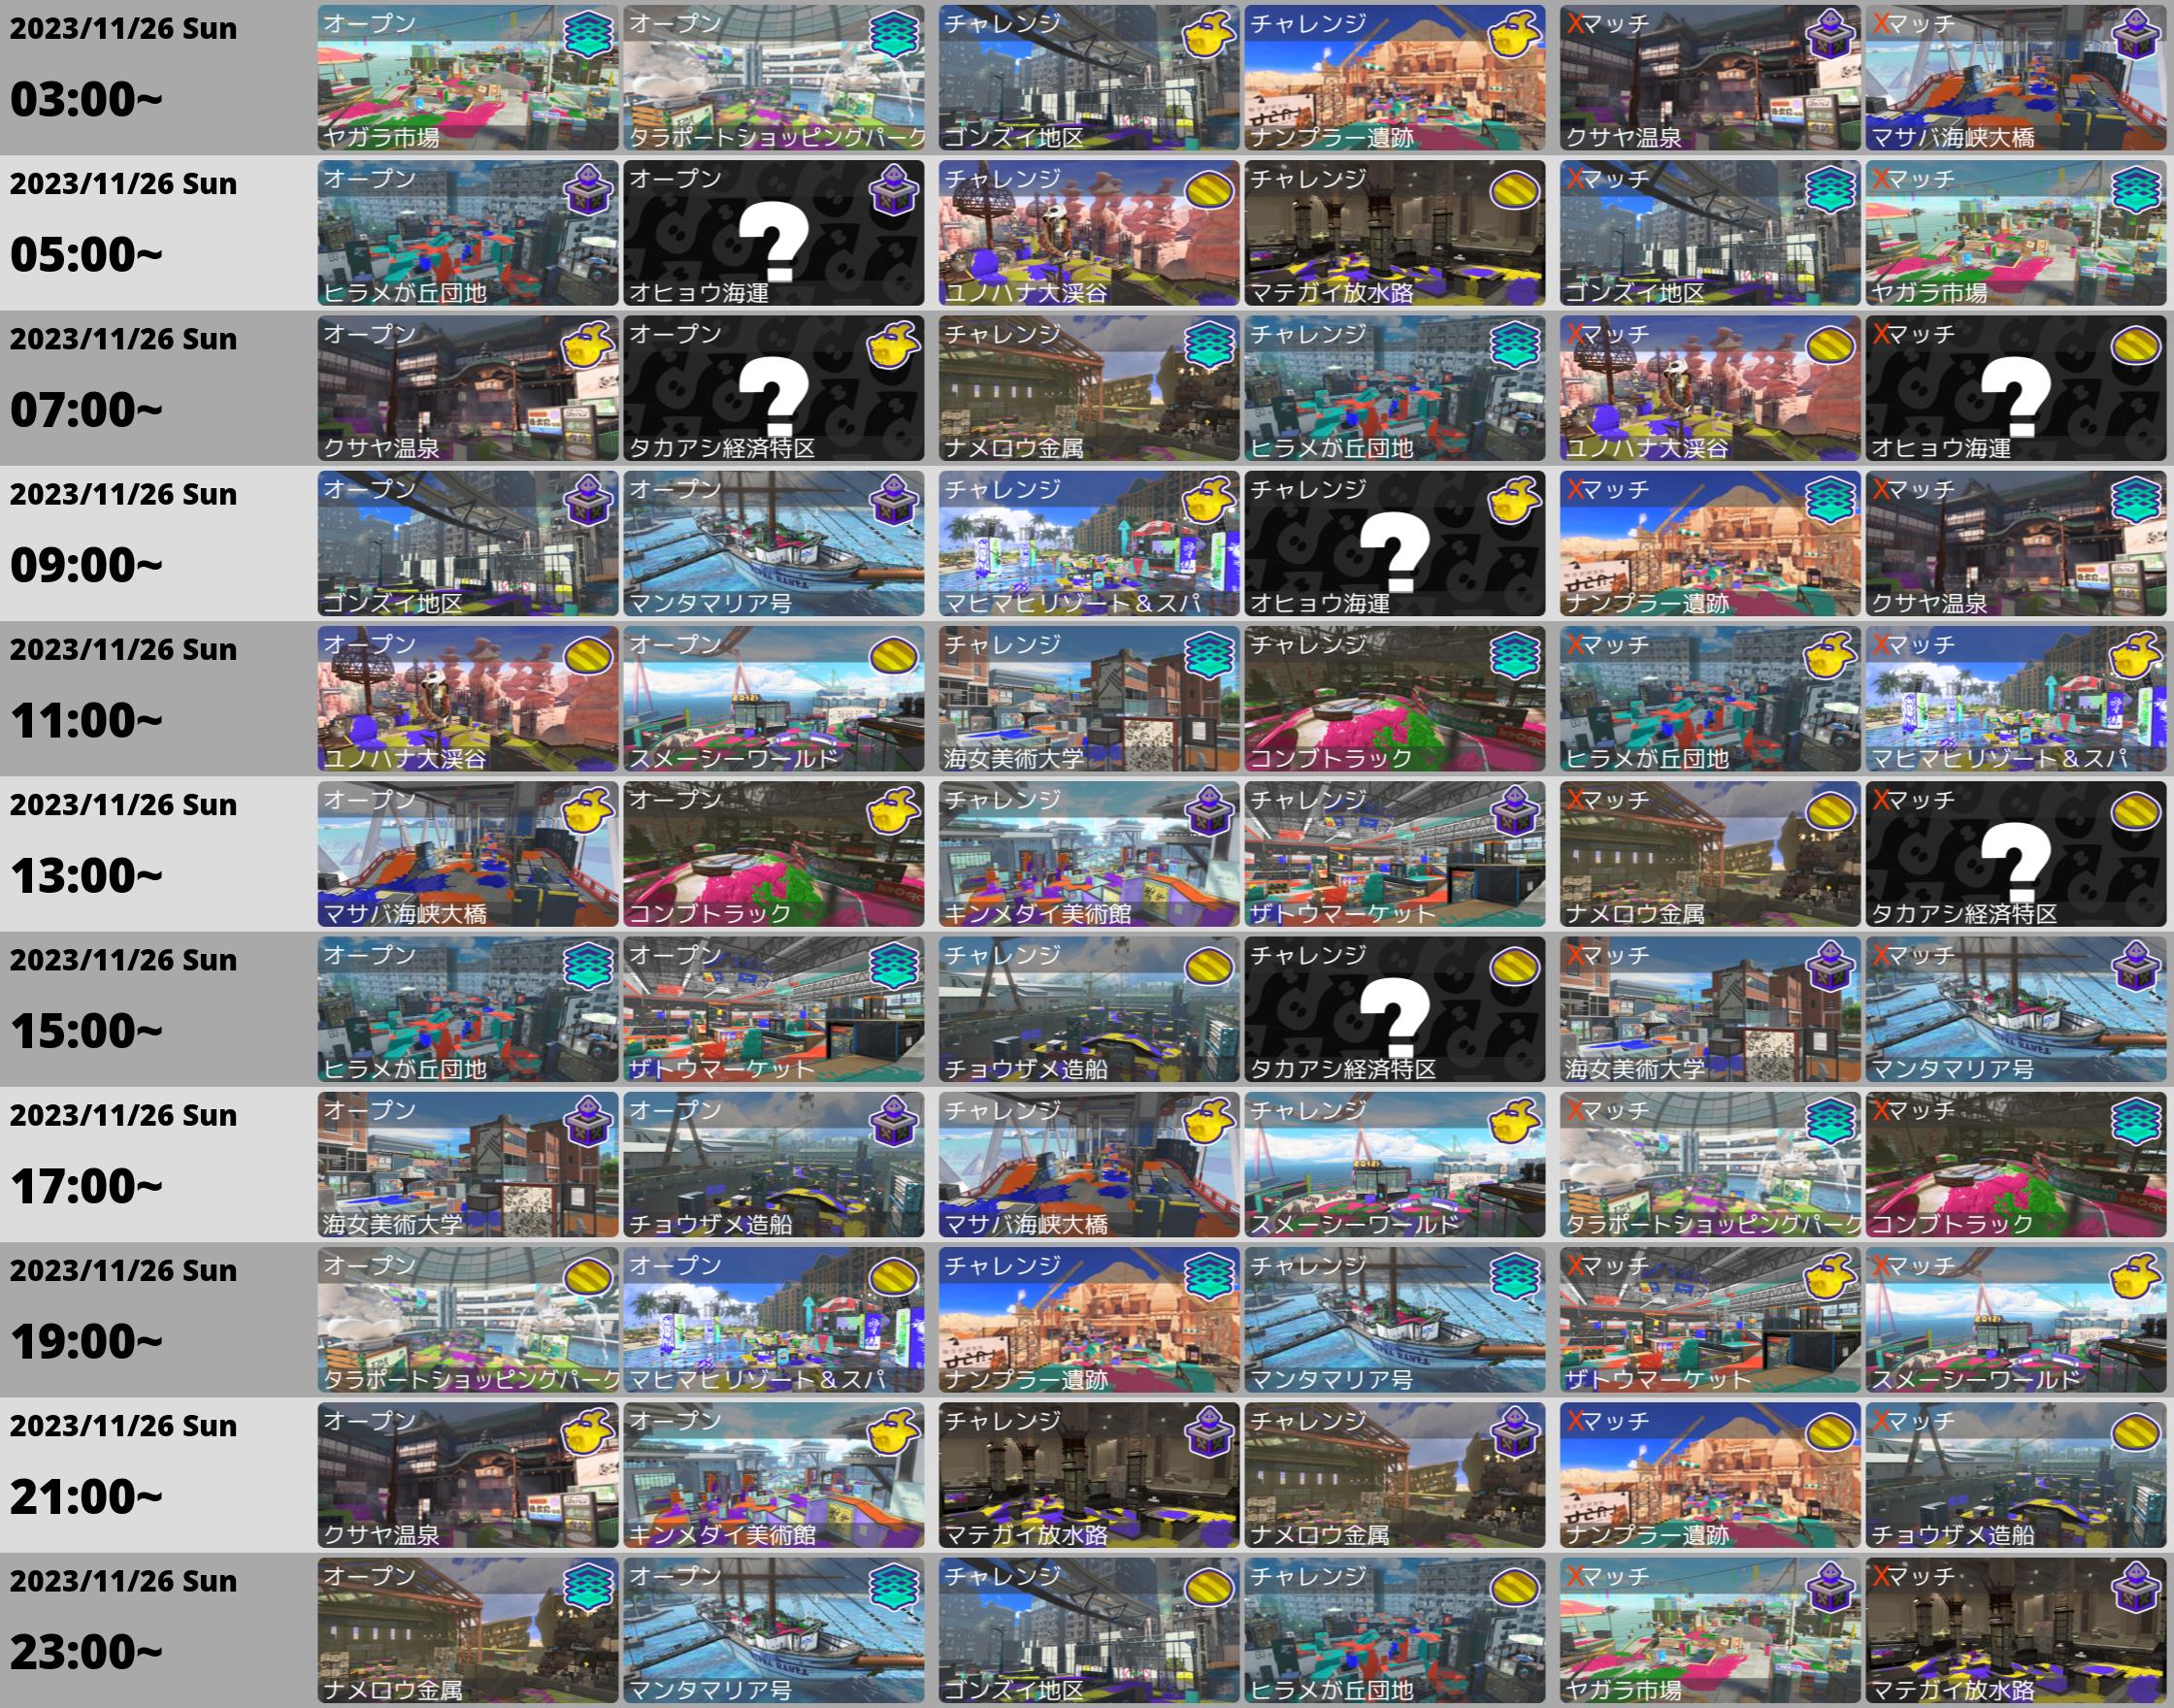 2023/11/26 Sun
03:00~
オープン
ヤガラ市場
オープン
タラポートショッピングパーク
チャレンジ
ゴンズイ地区
チャレンジ
ナンプラー遺跡
Xマッチ
クサヤ温泉
Xマッチ
マサバ海峡大橋
2023/11/26 Sun
05:00~
オープン
ヒラメが丘団地
オープン
?
オヒョウ海運
チャレンジ
ユノハナ大渓谷
チャレンジ
マテガイ放水路
Xマッチ
ゴンズイ地区
Xマッチ
ヤガラ市場
2023/11/26 Sun
07:00~
オープン
クサヤ温泉
オープン
?
タカアシ経済特区
チャレンジ
ナメロウ金属
チャレンジ
ヒラメが丘団地
Xマッチ
ユノハナ大渓谷
Xマッチ
?
オヒョウ海運
2023/11/26 Sun
09:00~
オープン
ゴンズイ地区
オープン
マンタマリア号
チャレンジ
マヒマヒリゾート＆スパ
チャレンジ
?
オヒョウ海運
Xマッチ
ナンプラー遺跡
Xマッチ
クサヤ温泉
2023/11/26 Sun
11:00~
オープン
ユノハナ大渓谷
オープン
スメーシーワールド
チャレンジ
海女美術大学
チャレンジ
コンブトラック
Xマッチ
ヒラメが丘団地
Xマッチ
マヒマヒリゾート＆スパ
2023/11/26 Sun
13:00~
オープン
マサバ海峡大橋
オープン
コンブトラック
チャレンジ
キンメダイ美術館
チャレンジ
ザトウマーケット
Xマッチ
ナメロウ金属
Xマッチ
?
タカアシ経済特区
2023/11/26 Sun
15:00~
オープン
ヒラメが丘団地
オープン
ザトウマーケット
チャレンジ
チョウザメ造船
チャレンジ
?
タカアシ経済特区
Xマッチ
海女美術大学
Xマッチ
マンタマリア号
2023/11/26 Sun
17:00~
オープン
海女美術大学
オープン
チョウザメ造船
チャレンジ
マサバ海峡大橋
チャレンジ
スメーシーワールド
Xマッチ
タラポートショッピングパーク
Xマッチ
コンブトラック
2023/11/26 Sun
19:00~
オープン
タラポートショッピングパーク
オープン
マヒマヒリゾート＆スパ
チャレンジ
ナンプラー遺跡
チャレンジ
マンタマリア号
Xマッチ
ザトウマーケット
Xマッチ
スメーシーワールド
2023/11/26 Sun
21:00~
オープン
クサヤ温泉
オープン
キンメダイ美術館
チャレンジ
マテガイ放水路
チャレンジ
ナメロウ金属
Xマッチ
ナンプラー遺跡
Xマッチ
チョウザメ造船
2023/11/26 Sun
23:00~
オープン
ナメロウ金属
オープン
マンタマリア号
チャレンジ
ゴンズイ地区
チャレンジ
ヒラメが丘団地
Xマッチ
ヤガラ市場
Xマッチ
マテガイ放水路